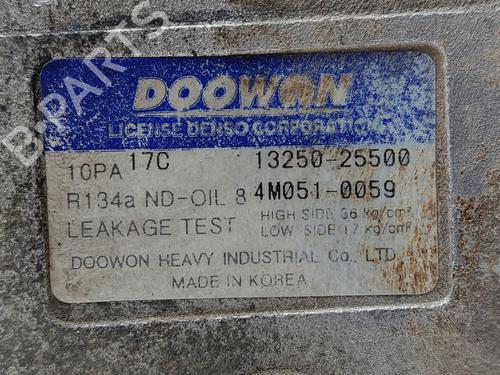 DOOWON
LICENSE DENSO CORPORATION
10PA 17C 13250-25500
R134a ND-OIL 8 4M051-0059
LEAKAGE TEST HIGH SIDE 36 kg/cm²
LOW SIDE 17 kg/cm²
DOOWON HEAVY INDUSTRIAL Co., LTD.
MADE IN KOREA
B-PARTS